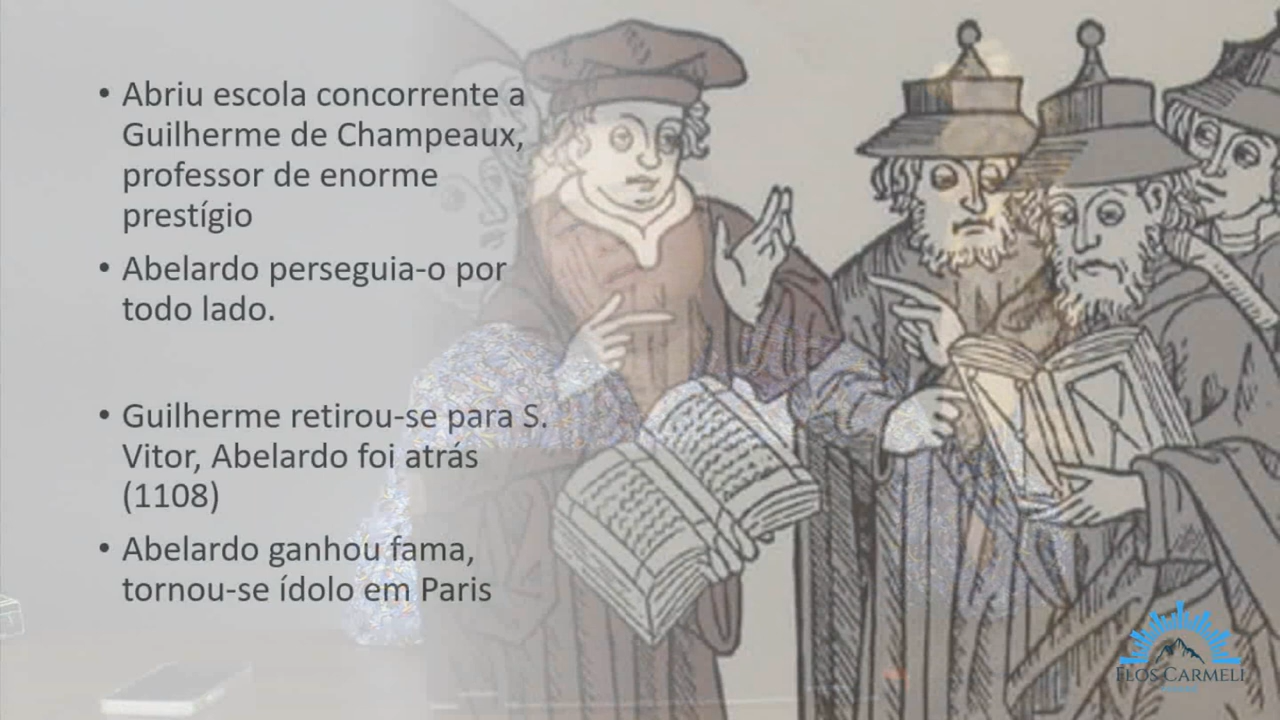 • Abriu escola concorrente a
Guilherme de Champeaux,
professor de enorme
prestígio
• Abelardo perseguia-o por
todo lado.
• Guilherme retirou-se para S.
Vitor, Abelardo foi atrás
(1108)
• Abelardo ganhou fama,
tornou-se ídolo em Paris
FLOS CARMELI